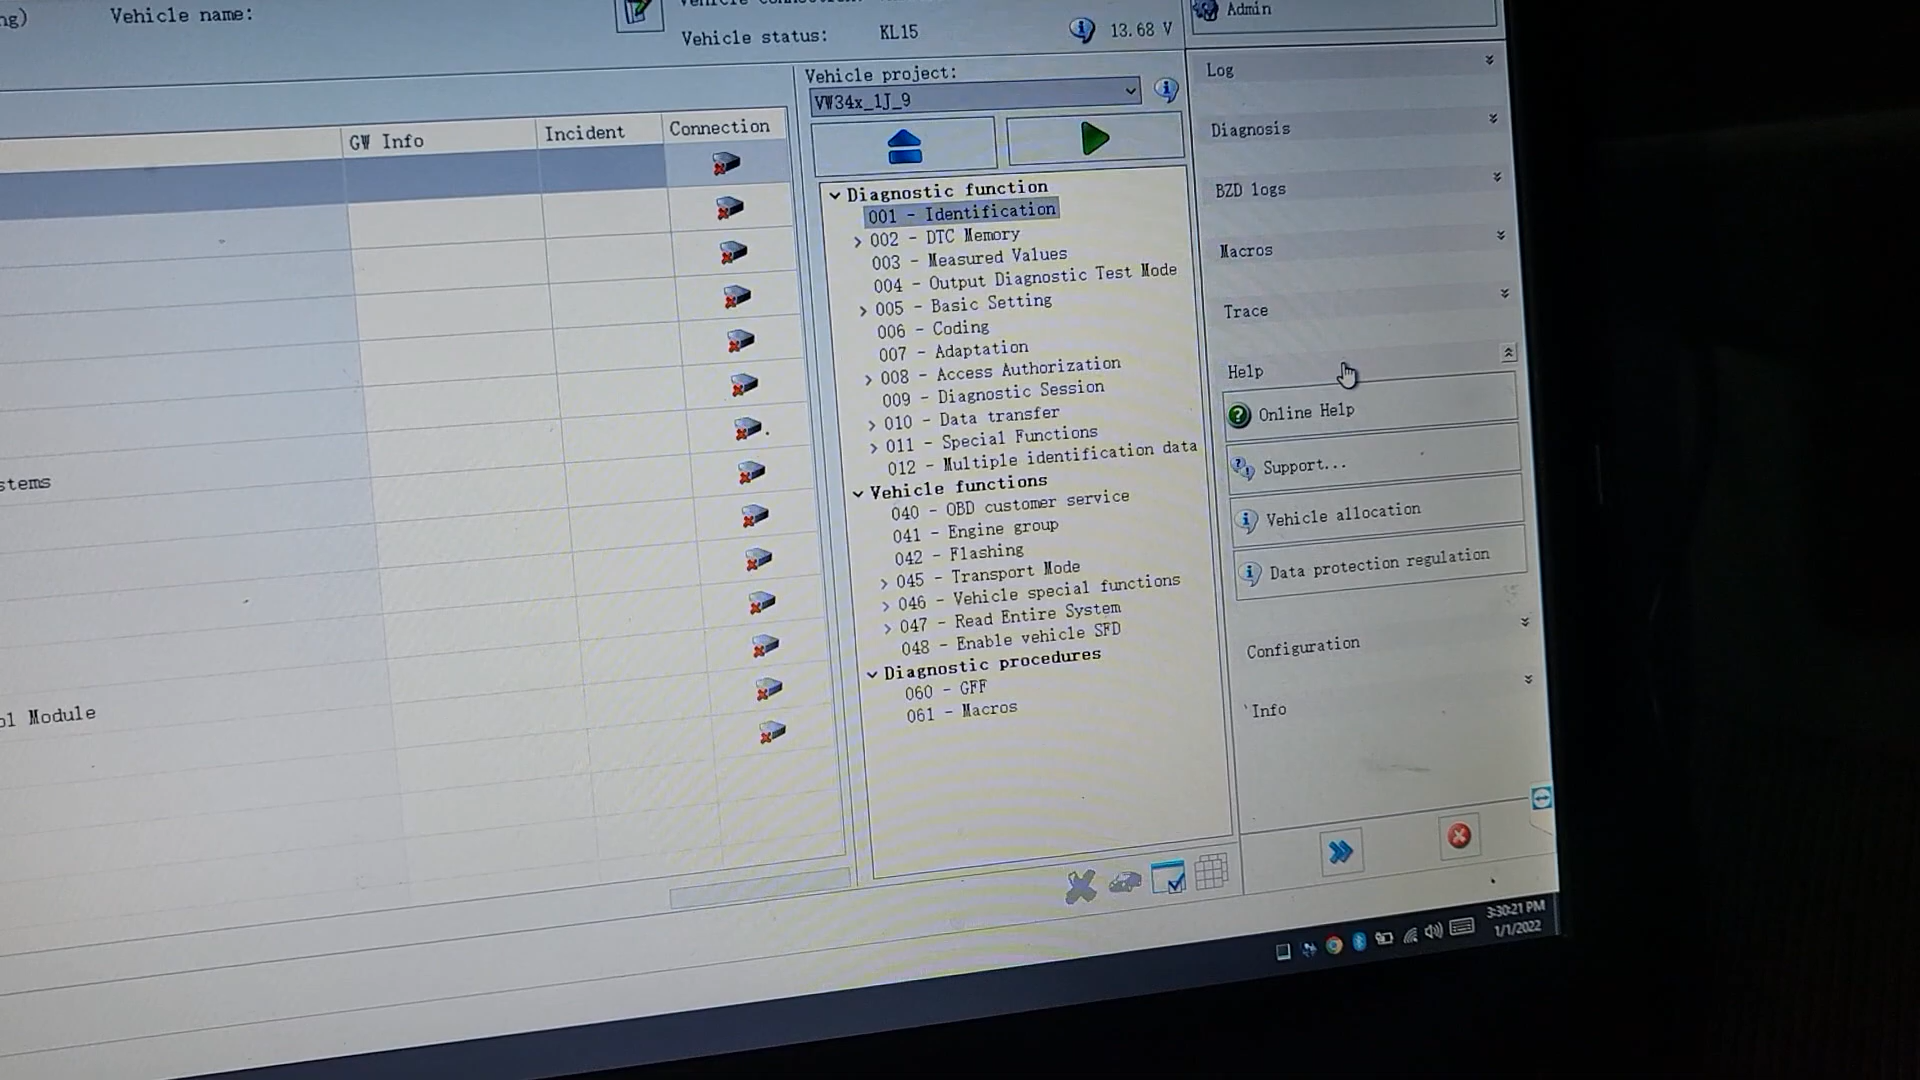 ng)
Vehicle name:
Vehicle status:
KL15
13.68 V
Admin
Vehicle project:
VW34x_1J_9
GW Info
Incident
Connection
stems
ol Module
Diagnostic function
001 - Identification
002 - DTC Memory
003 - Measured Values
004 - Output Diagnostic Test Mode
005 - Basic Setting
006 - Coding
007 - Adaptation
008 - Access Authorization
009 - Diagnostic Session
010 - Data transfer
011 - Special Functions
012 - Multiple identification data
Vehicle functions
040 - OBD customer service
041 - Engine group
042 - Flashing
045 - Transport Mode
046 - Vehicle special functions
047 - Read Entire System
048 - Enable vehicle SFD
Diagnostic procedures
060 - GFF
061 - Macros
Log
Diagnosis
BZD logs
Macros
Trace
Help
Online Help
Support...
Vehicle allocation
Data protection regulation
Configuration
Info
3:30:21 PM
1/1/2022